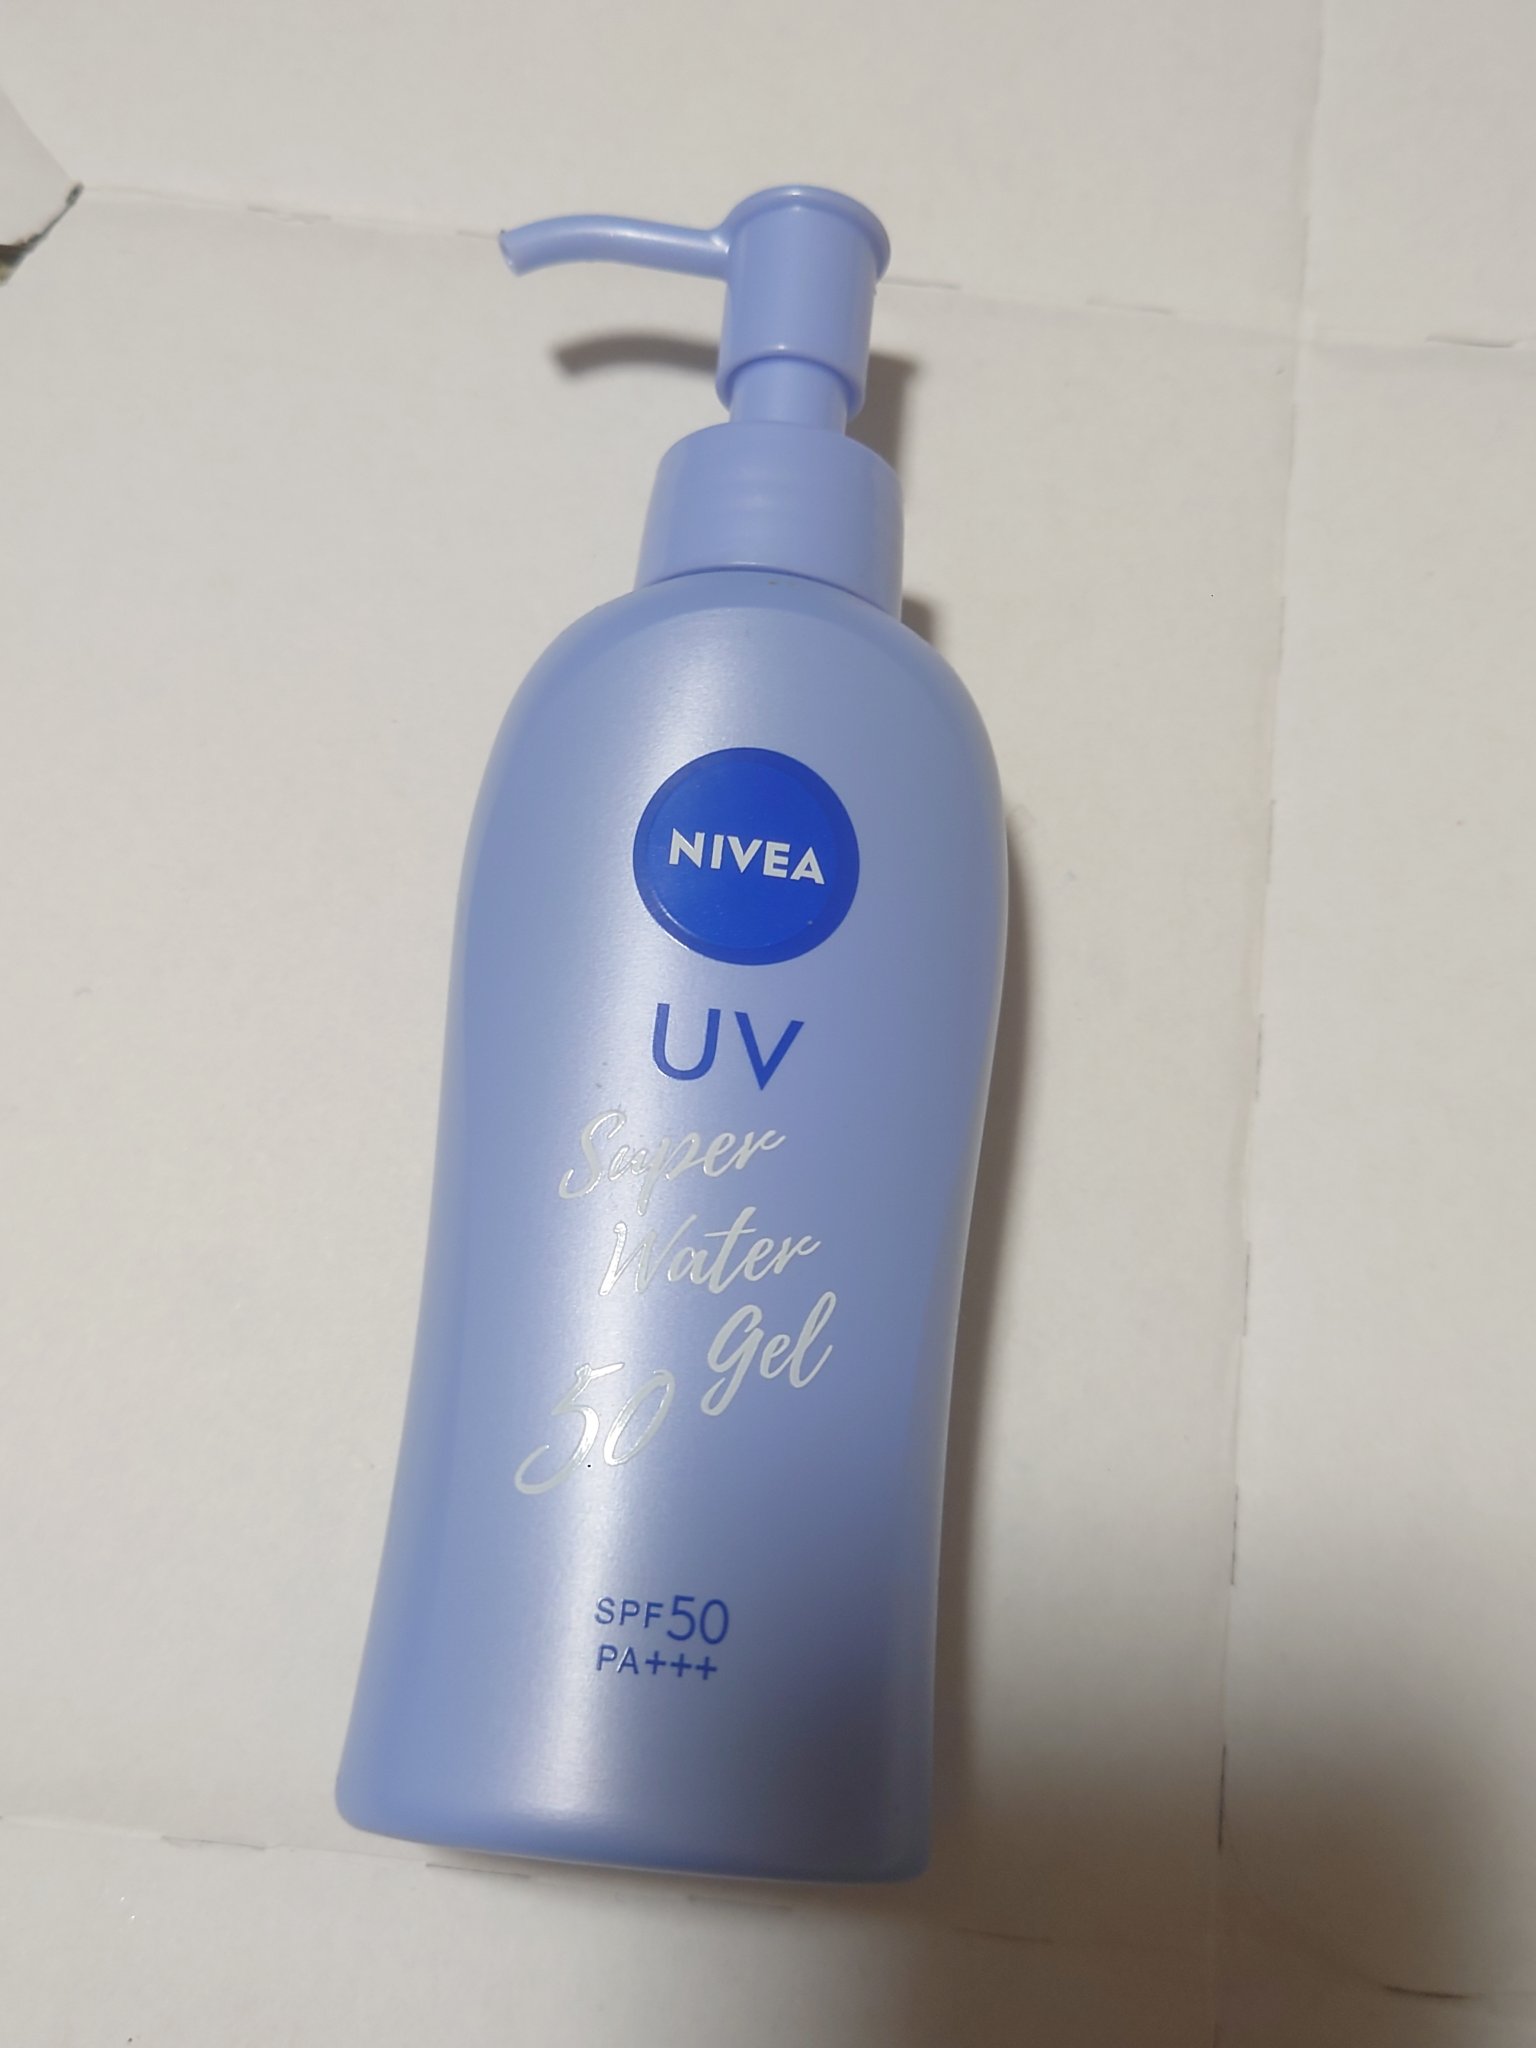 NIVEA
UV
Super
Water
Gel
50
SPF50
PA+++